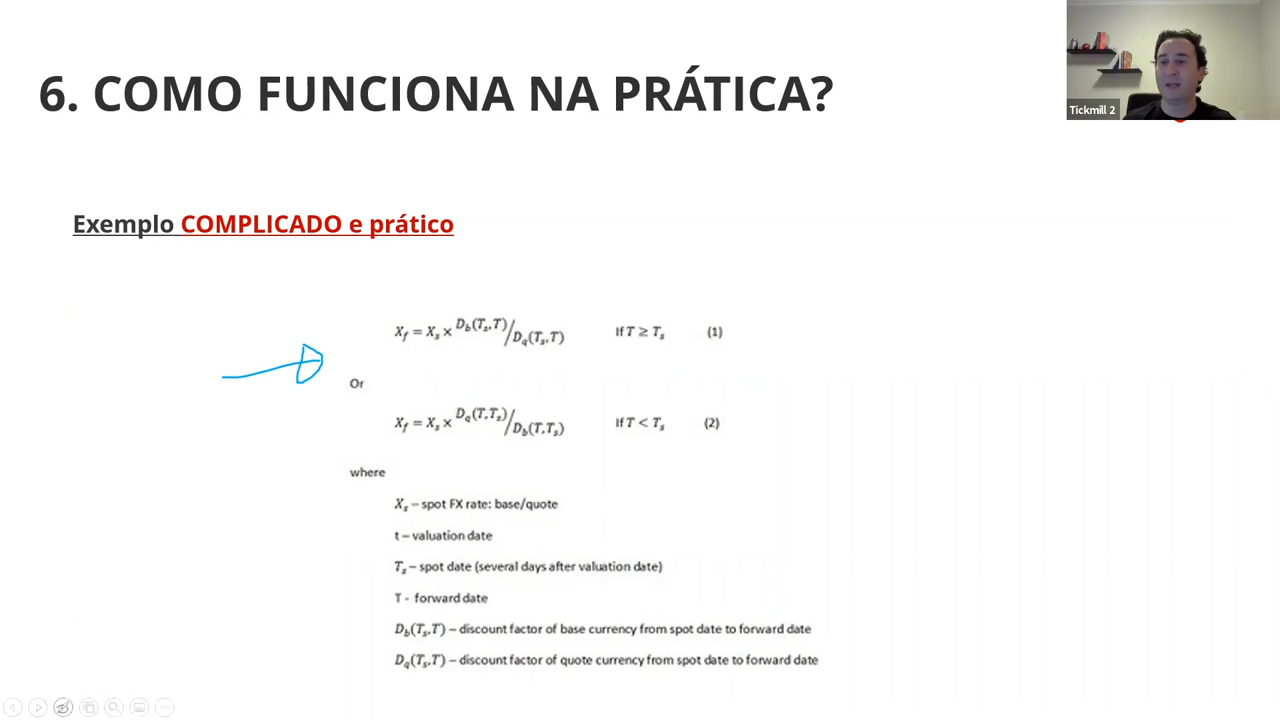 6. COMO FUNCIONA NA PRÁTICA?
Tickmill 2
Exemplo COMPLICADO e prático
X_f = X_s × D_b(T_s,T)/D_q(T_s,T) If T ≥ T_s (1)
Or
X_f = X_s × D_q(T,T_s)/D_b(T,T_s) If T < T_s (2)
where
X_s – spot FX rate: base/quote
t – valuation date
T_s – spot date (several days after valuation date)
T - forward date
D_b(T_s,T) – discount factor of base currency from spot date to forward date
D_q(T_s,T) – discount factor of quote currency from spot date to forward date